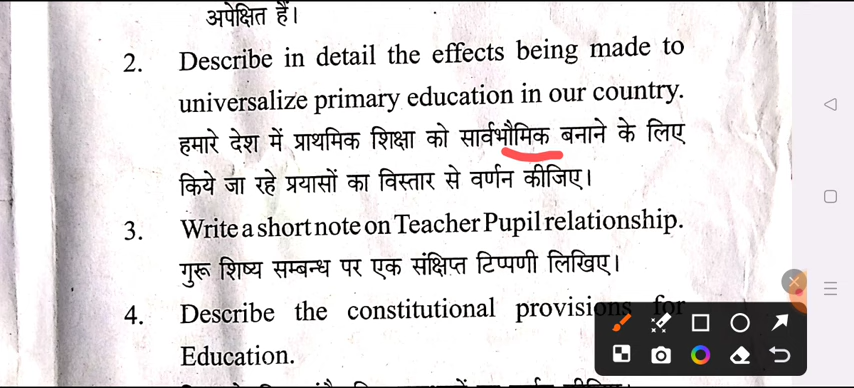 अपेक्षित हैं।
2. Describe in detail the effects being made to
universalize primary education in our country.
हमारे देश में प्राथमिक शिक्षा को सार्वभौमिक बनाने के लिए
किये जा रहे प्रयासों का विस्तार से वर्णन कीजिए।
3. Write a short note on Teacher Pupil relationship.
गुरू शिष्य सम्बन्ध पर एक संक्षिप्त टिप्पणी लिखिए।
4. Describe the constitutional provisions for
Education.